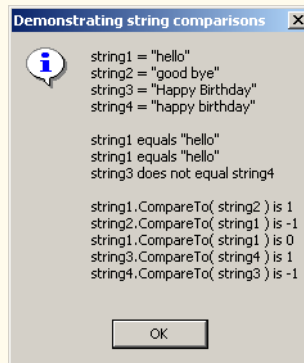 Demonstrating string comparisons
string1 = "hello"
string2 = "good bye"
string3 = "Happy Birthday"
string4 = "happy birthday"
string1 equals "hello"
string1 equals "hello"
string3 does not equal string4
string1.CompareTo( string2 ) is 1
string2.CompareTo( string1 ) is -1
string1.CompareTo( string1 ) is 0
string3.CompareTo( string4 ) is 1
string4.CompareTo( string3 ) is -1
OK